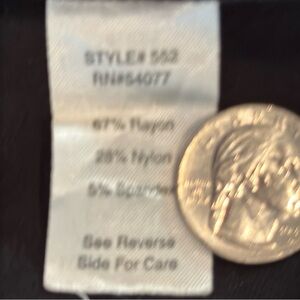 STYLE# 552
RN#54077
67% Rayon
28% Nylon
5% Spandex
See Reverse
Side For Care